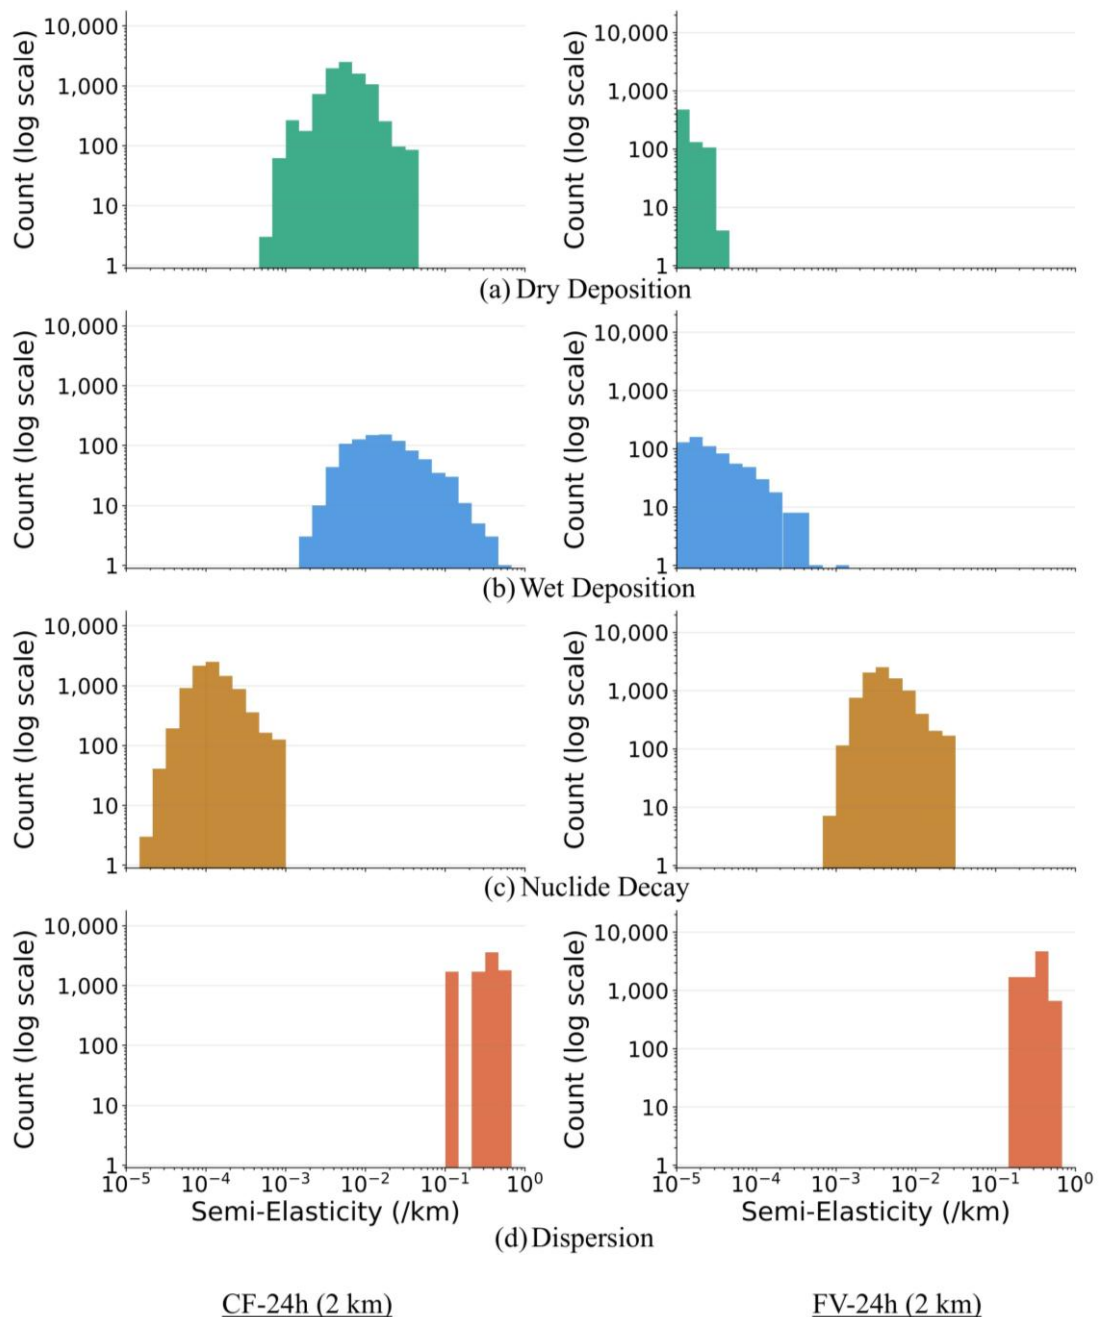 10,000
1,000
100
10
1
Count (log scale)
10,000
1,000
100
10
1
Count (log scale)
(a) Dry Deposition
10,000
1,000
100
10
1
Count (log scale)
10,000
1,000
100
10
1
Count (log scale)
(b) Wet Deposition
10,000
1,000
100
10
1
Count (log scale)
10,000
1,000
100
10
1
Count (log scale)
(c) Nuclide Decay
10,000
1,000
100
10
1
Count (log scale)
10⁻⁵ 10⁻⁴ 10⁻³ 10⁻² 10⁻¹ 10⁰
Semi-Elasticity (/km)
10,000
1,000
100
10
1
Count (log scale)
10⁻⁵ 10⁻⁴ 10⁻³ 10⁻² 10⁻¹ 10⁰
Semi-Elasticity (/km)
(d) Dispersion
CF-24h (2 km)
FV-24h (2 km)